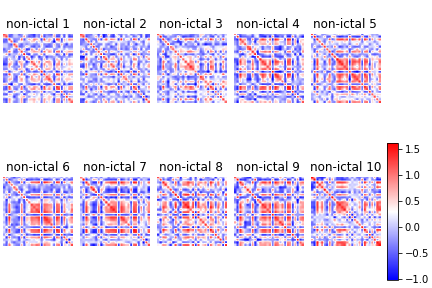 non-ictal 1
non-ictal 2
non-ictal 3
non-ictal 4
non-ictal 5
non-ictal 6
non-ictal 7
non-ictal 8
non-ictal 9
non-ictal 10
1.5
1.0
0.5
0.0
−0.5
−1.0